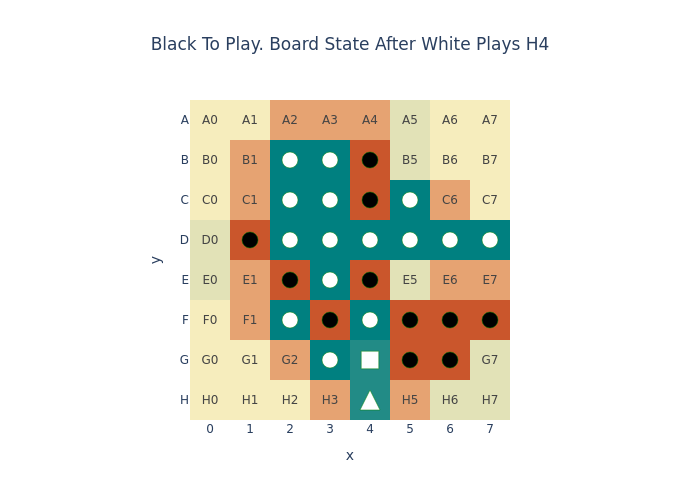 Black To Play. Board State After White Plays H4
A A0 A1 A2 A3 A4 A5 A6 A7
B B0 B1 B5 B6 B7
C C0 C1 C6 C7
D D0
E E0 E1 E5 E6 E7
F F0 F1
G G0 G1 G2 G7
H H0 H1 H2 H3 H5 H6 H7
0 1 2 3 4 5 6 7
x
y